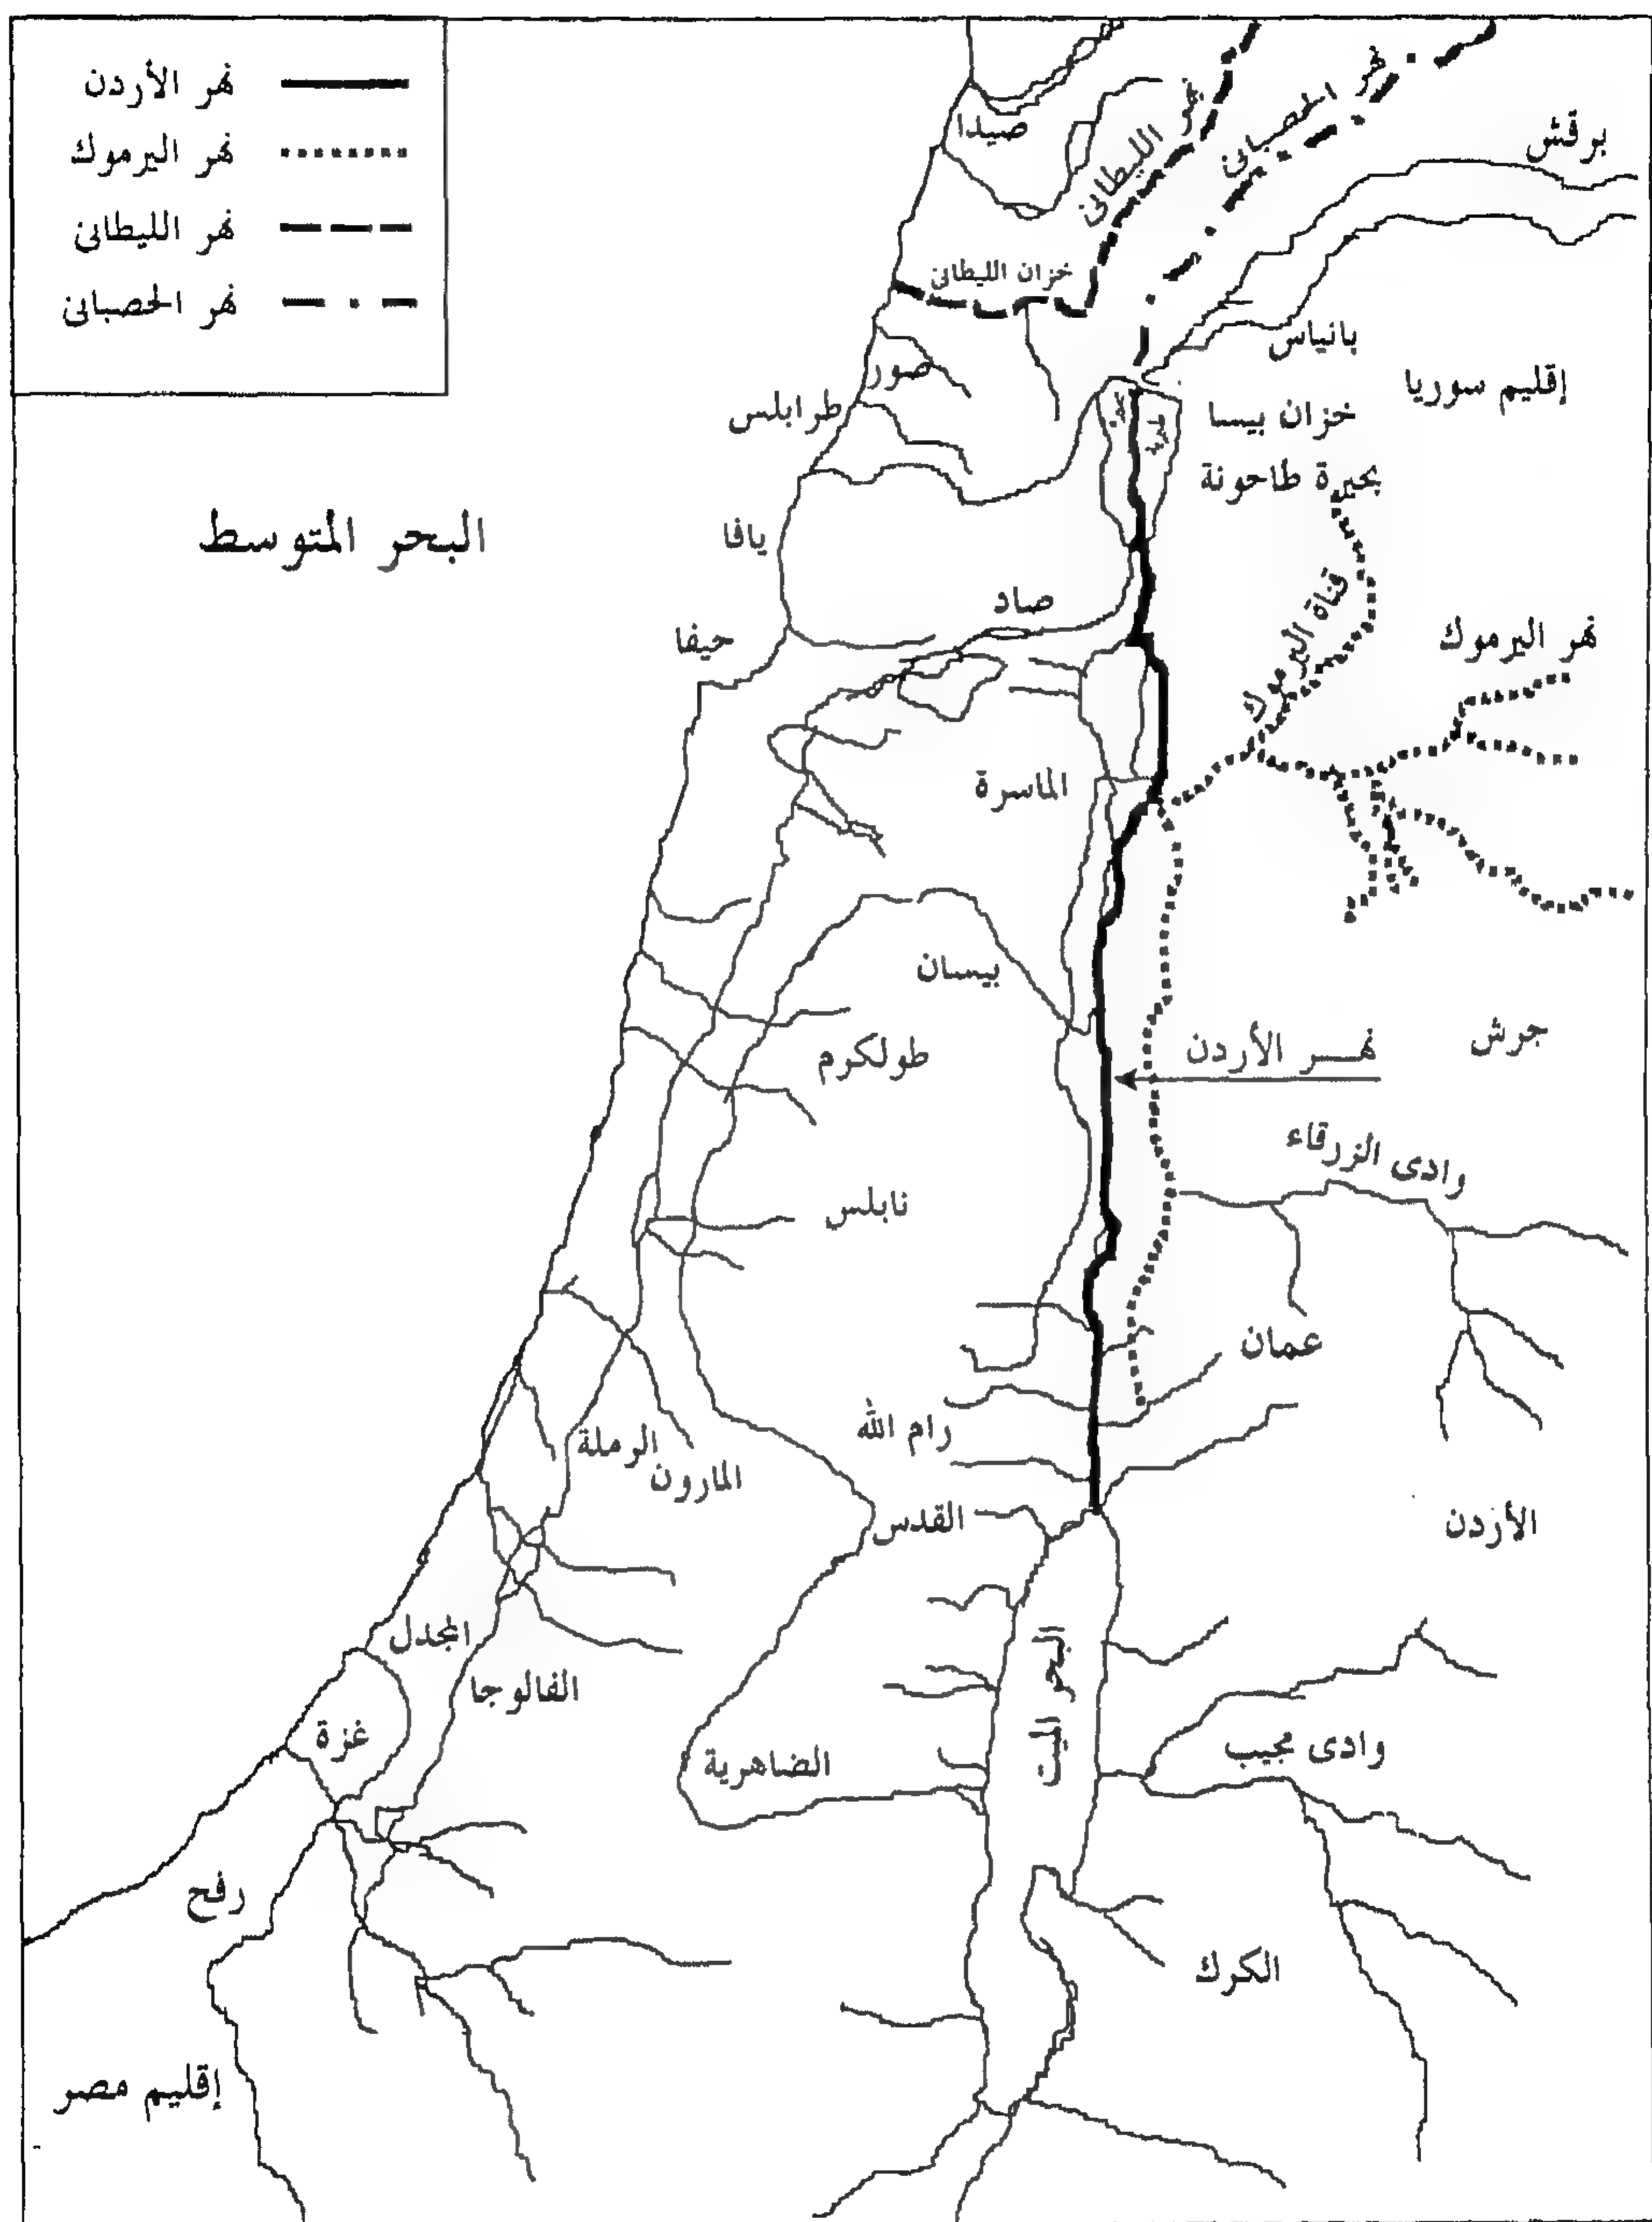 نهر الأردن
نهر اليرموك
نهر الليطانى
نهر الحصبانى
صيدا
نهر الليطانى
نهر الحصبانى
برقش
خزان الليطانى
بانياس
صور
إقليم سوريا
طرابلس
خزان بيسا
بحيرة طاحونة
البحر المتوسط
يافا
قناة اليرموك
صاد
حيفا
نهر اليرموك
الماسرة
بيسان
طولكرم
نهر الأردن
جرش
وادى الزرقاء
نابلس
عمان
رام الله
الرملة
المارون
القدس
الأردن
المجدل
الفالوجا
البحر الميت
غزة
الضاهرية
وادى مجيب
رفح
الكرك
إقليم مصر